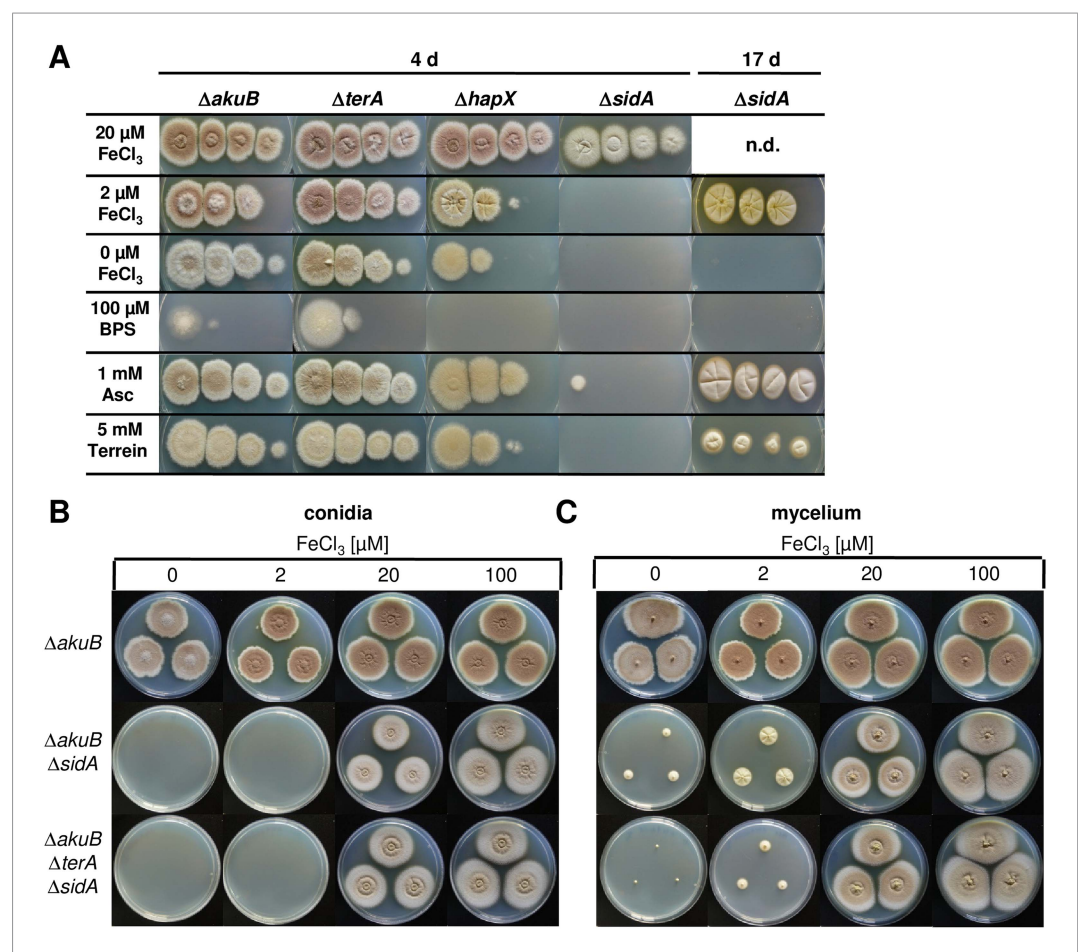 A
4 d
17 d
ΔakuB ΔterA ΔhapX ΔsidA ΔsidA
20 µM
FeCl3
n.d.
2 µM
FeCl3
0 µM
FeCl3
100 µM
BPS
1 mM
Asc
5 mM
Terrein
B
conidia
FeCl3 [µM]
0 2 20 100
ΔakuB
ΔakuB
ΔsidA
ΔakuB
ΔterA
ΔsidA
C
mycelium
FeCl3 [µM]
0 2 20 100